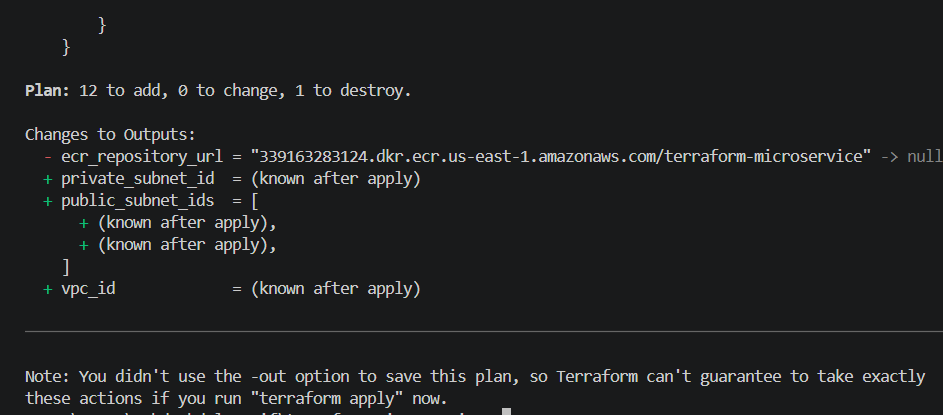 }
}
Plan: 12 to add, 0 to change, 1 to destroy.
Changes to Outputs:
- ecr_repository_url = "339163283124.dkr.ecr.us-east-1.amazonaws.com/terraform-microservice" -> null
+ private_subnet_id = (known after apply)
+ public_subnet_ids = [
+ (known after apply),
+ (known after apply),
]
+ vpc_id = (known after apply)
Note: You didn't use the -out option to save this plan, so Terraform can't guarantee to take exactly
these actions if you run "terraform apply" now.